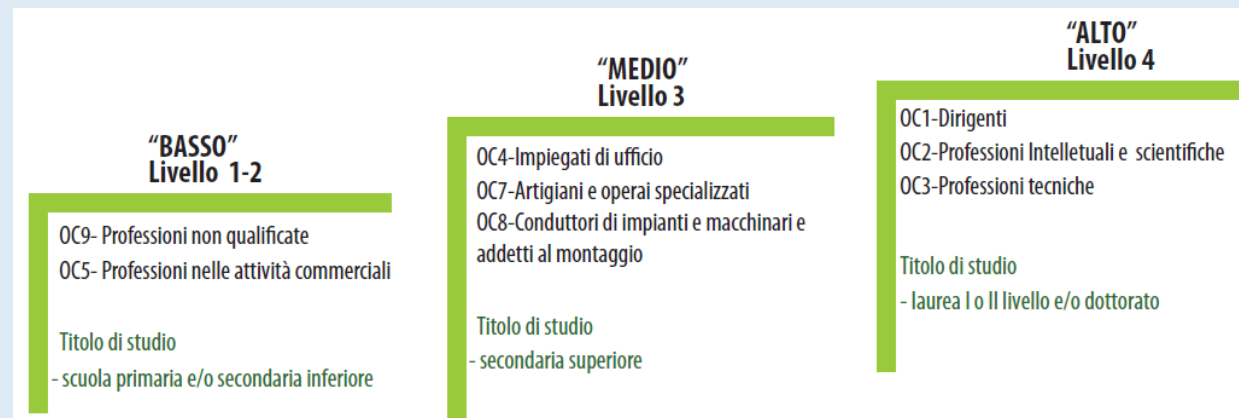 “BASSO”
Livello 1-2
OC9- Professioni non qualificate
OC5- Professioni nelle attività commerciali
Titolo di studio
- scuola primaria e/o secondaria inferiore
“MEDIO”
Livello 3
OC4-Impiegati di ufficio
OC7-Artigiani e operai specializzati
OC8-Conduttori di impianti e macchinari e
addetti al montaggio
Titolo di studio
- secondaria superiore
“ALTO”
Livello 4
OC1-Dirigenti
OC2-Professioni Intelletuali e scientifiche
OC3-Professioni tecniche
Titolo di studio
- laurea I o II livello e/o dottorato